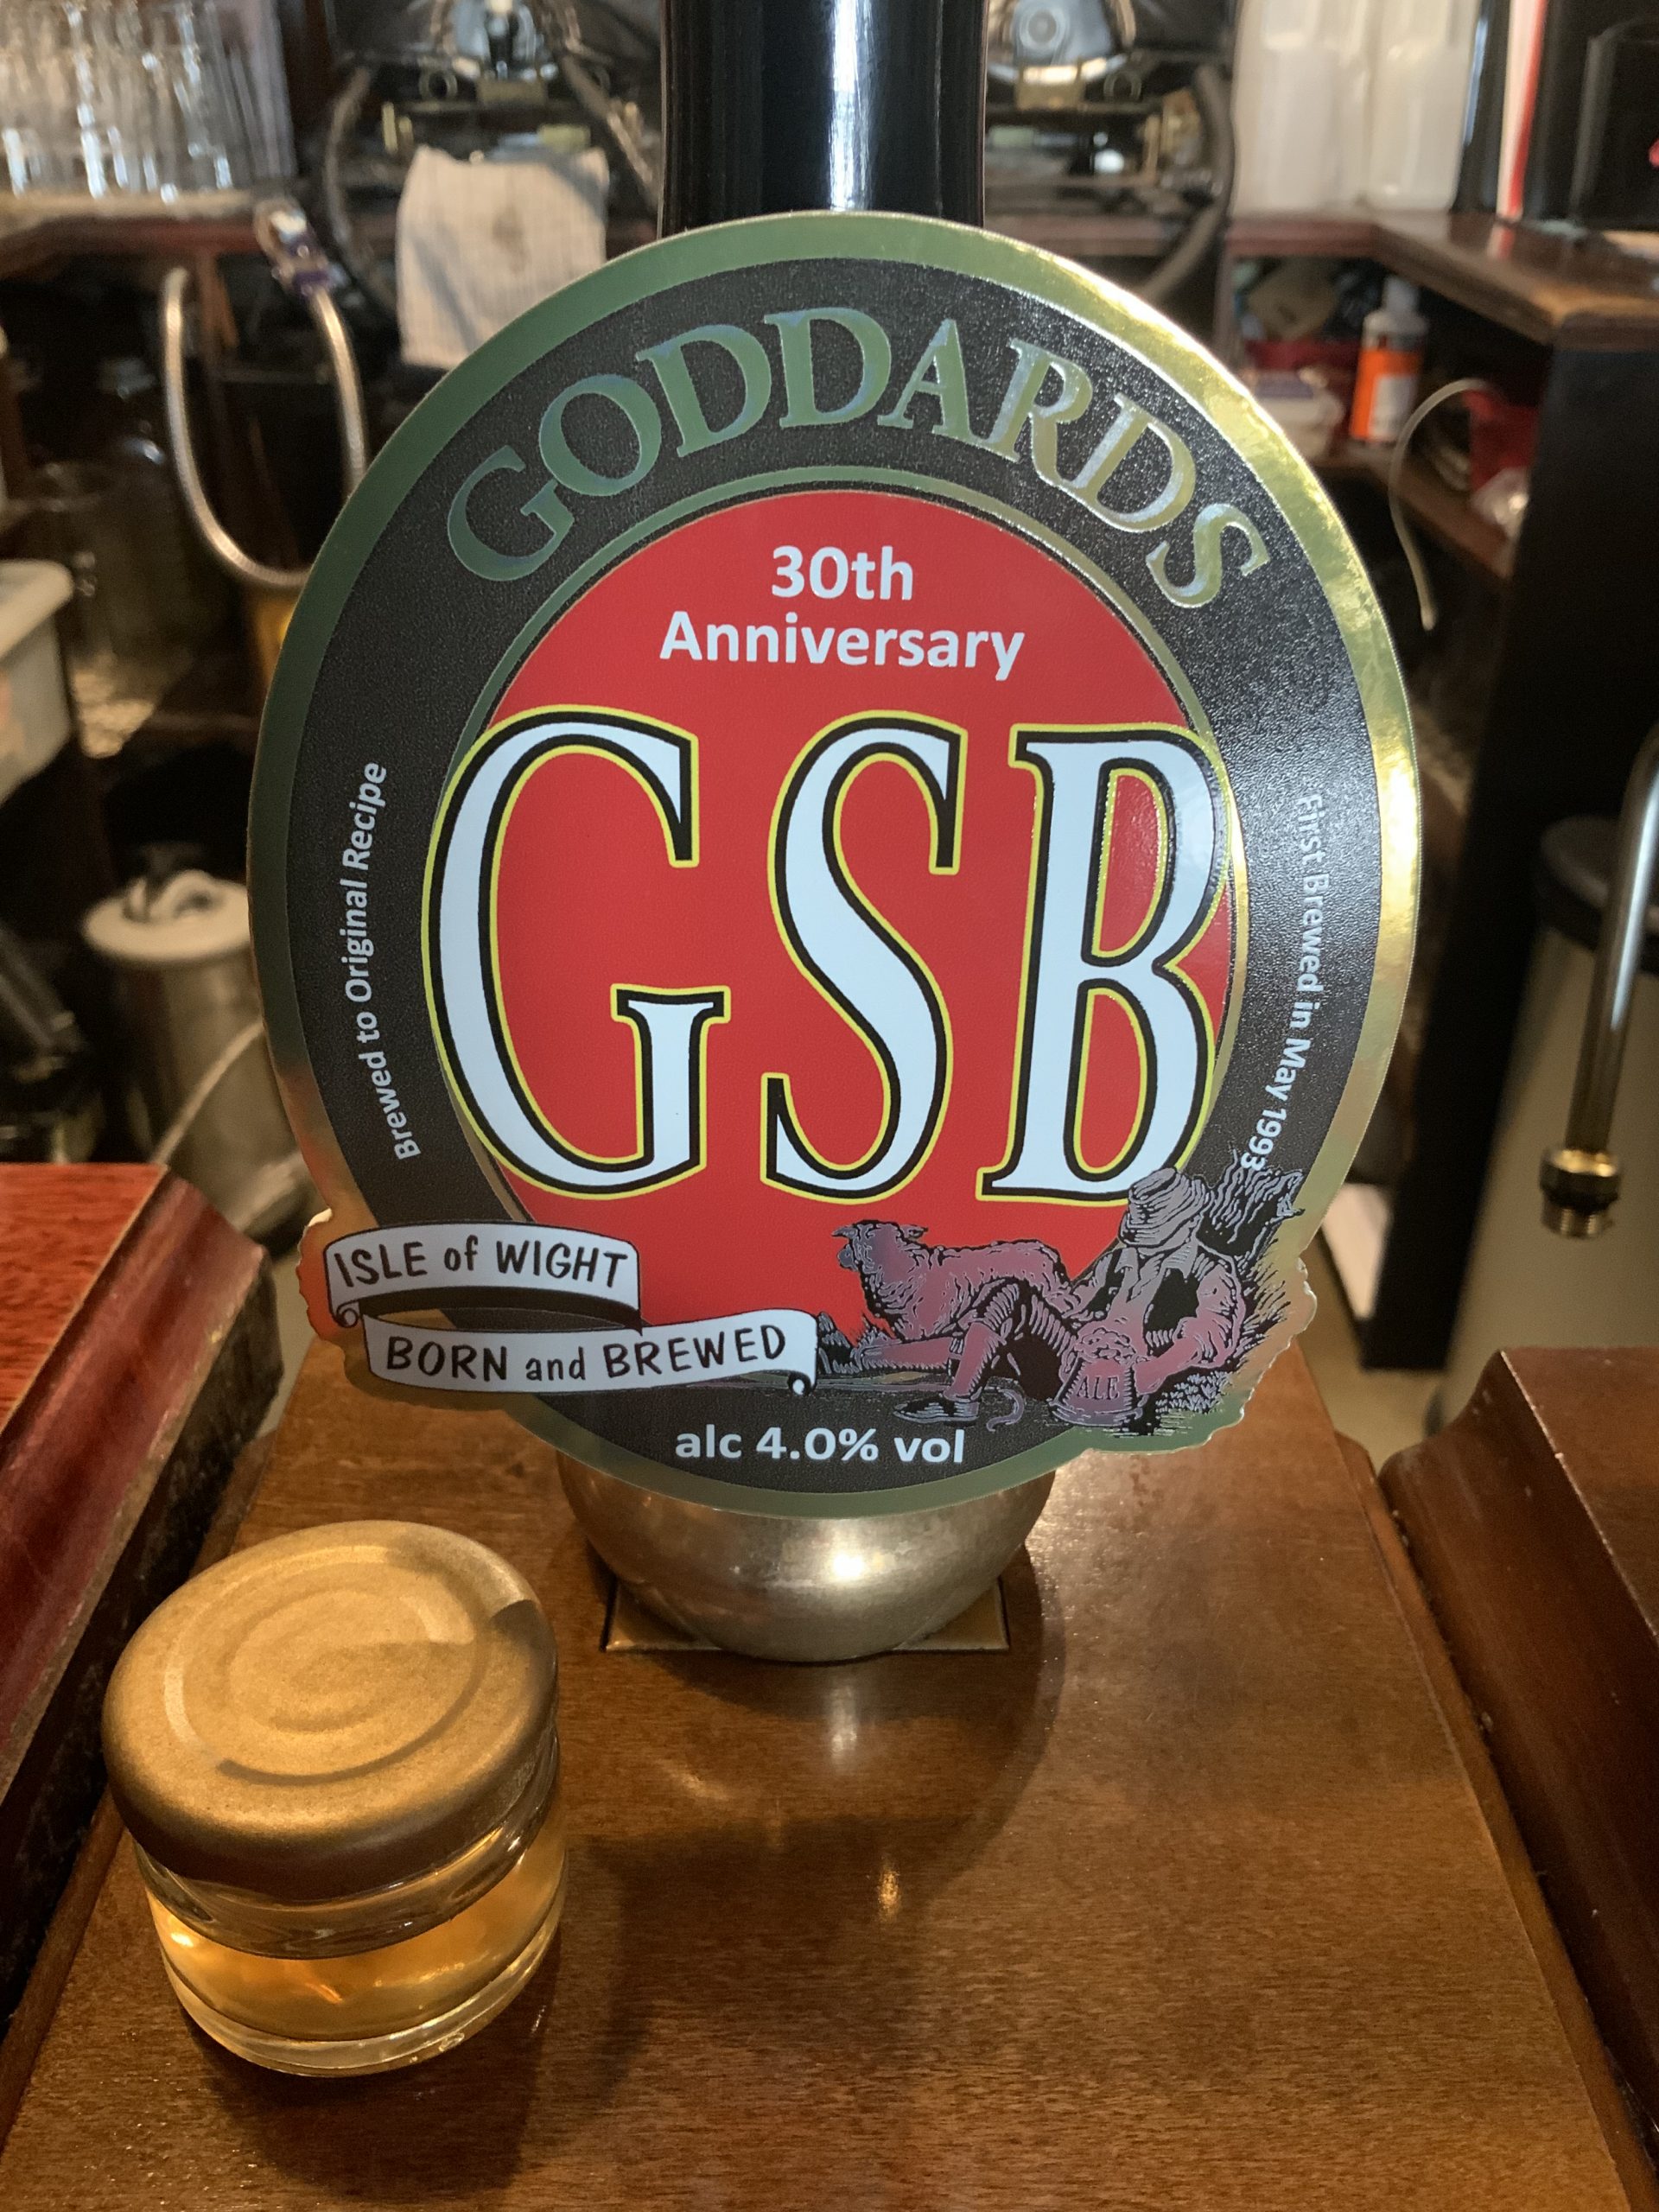 GODDARDS
30th
Anniversary
GSB
Brewed to Original Recipe
First Brewed in May 1993
ISLE of WIGHT
BORN and BREWED
ALE
alc 4.0% vol